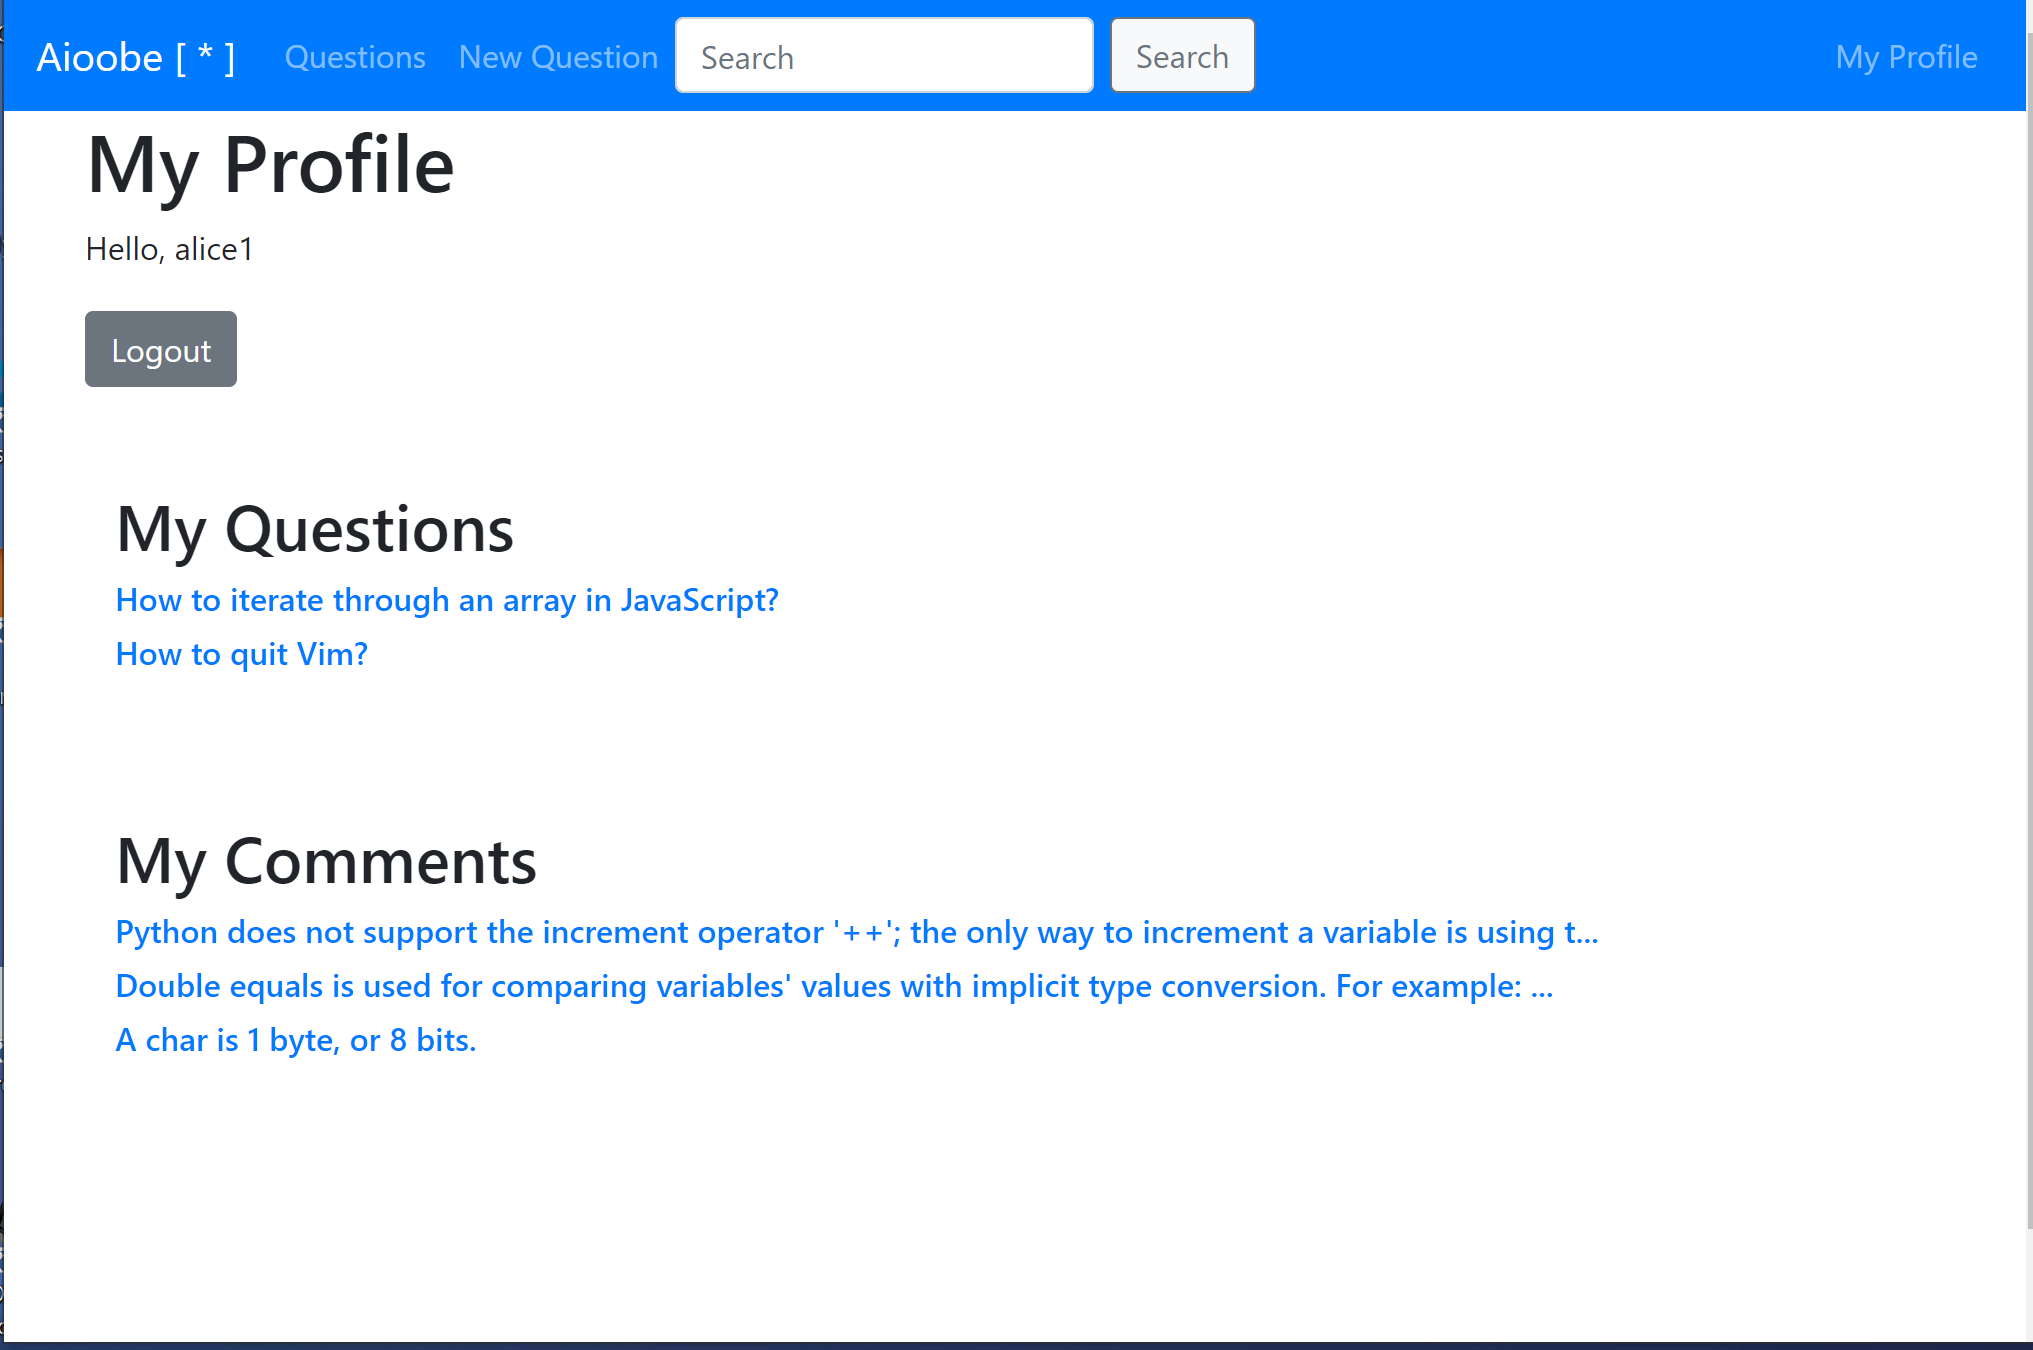 Aioobe [ * ] Questions New Question Search Search My Profile
My Profile
Hello, alice1
Logout
My Questions
How to iterate through an array in JavaScript?
How to quit Vim?
My Comments
Python does not support the increment operator '++'; the only way to increment a variable is using t...
Double equals is used for comparing variables' values with implicit type conversion. For example: ...
A char is 1 byte, or 8 bits.